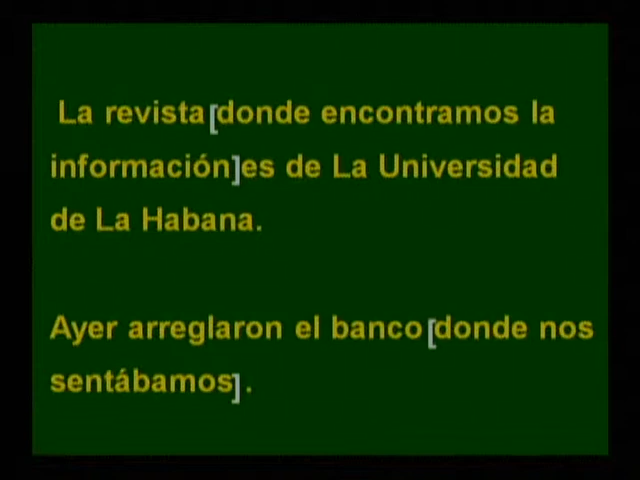 La revista[donde encontramos la
información]es de La Universidad
de La Habana.
Ayer arreglaron el banco[donde nos
sentábamos].